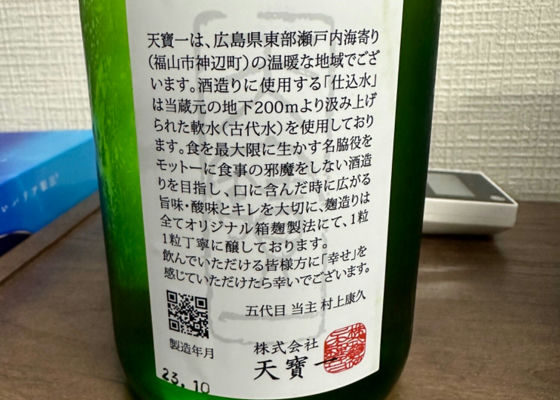 天寶一は、広島県東部瀬戸内海寄り
(福山市神辺町)の温暖な地域でござ
います。酒造りに使用する「仕込水」
は当蔵元の地下200mより汲み上げ
られた軟水(古代水)を使用しており
ます。食を最大限に生かす名脇役を
モットーに食事の邪魔をしない酒造
りを目指し、口に含んだ時に広がる
旨味・酸味とキレを大切に、麹造りは
全てオリジナル箱麹製法にて、1粒
1粒丁寧に醸しております。
飲んでいただける皆様方に「幸せ」を
感じていただけたら幸いでございます。
五代目 当主 村上康久
製造年月
23.10
株式会社
天寶一